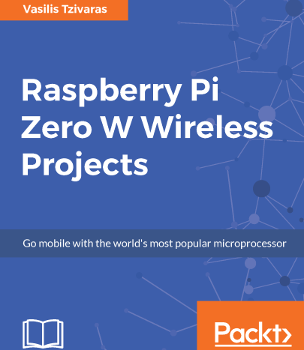 Vasilis Tzivaras
Raspberry Pi
Zero W Wireless
Projects
Go mobile with the world's most popular microprocessor
Packt>